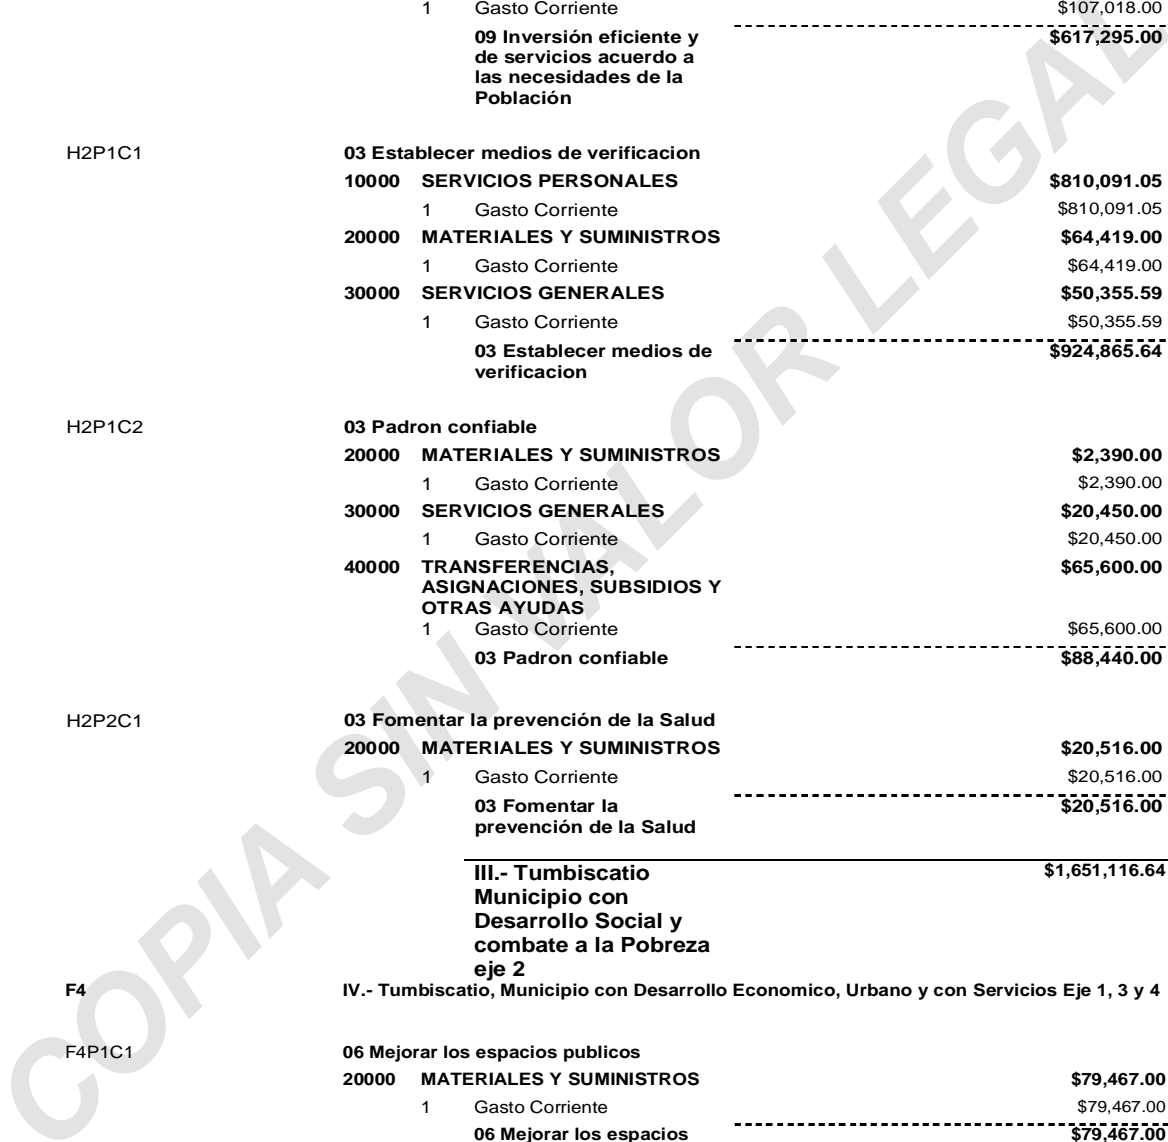 1 Gasto Corriente $107,018.00
09 Inversión eficiente y $617,295.00
de servicios acuerdo a
las necesidades de la
Población
H2P1C1 03 Establecer medios de verificacion
10000 SERVICIOS PERSONALES $810,091.05
1 Gasto Corriente $810,091.05
20000 MATERIALES Y SUMINISTROS $64,419.00
1 Gasto Corriente $64,419.00
30000 SERVICIOS GENERALES $50,355.59
1 Gasto Corriente $50,355.59
03 Establecer medios de $924,865.64
verificacion
H2P1C2 03 Padron confiable
20000 MATERIALES Y SUMINISTROS $2,390.00
1 Gasto Corriente $2,390.00
30000 SERVICIOS GENERALES $20,450.00
1 Gasto Corriente $20,450.00
40000 TRANSFERENCIAS, $65,600.00
ASIGNACIONES, SUBSIDIOS Y
OTRAS AYUDAS
1 Gasto Corriente $65,600.00
03 Padron confiable $88,440.00
H2P2C1 03 Fomentar la prevención de la Salud
20000 MATERIALES Y SUMINISTROS $20,516.00
1 Gasto Corriente $20,516.00
03 Fomentar la $20,516.00
prevención de la Salud
III.- Tumbiscatio $1,651,116.64
Municipio con
Desarrollo Social y
combate a la Pobreza
eje 2
F4 IV.- Tumbiscatio, Municipio con Desarrollo Economico, Urbano y con Servicios Eje 1, 3 y 4
F4P1C1 06 Mejorar los espacios publicos
20000 MATERIALES Y SUMINISTROS $79,467.00
1 Gasto Corriente $79,467.00
06 Mejorar los espacios $79,467.00
COPIA SIN VALOR LEGAL